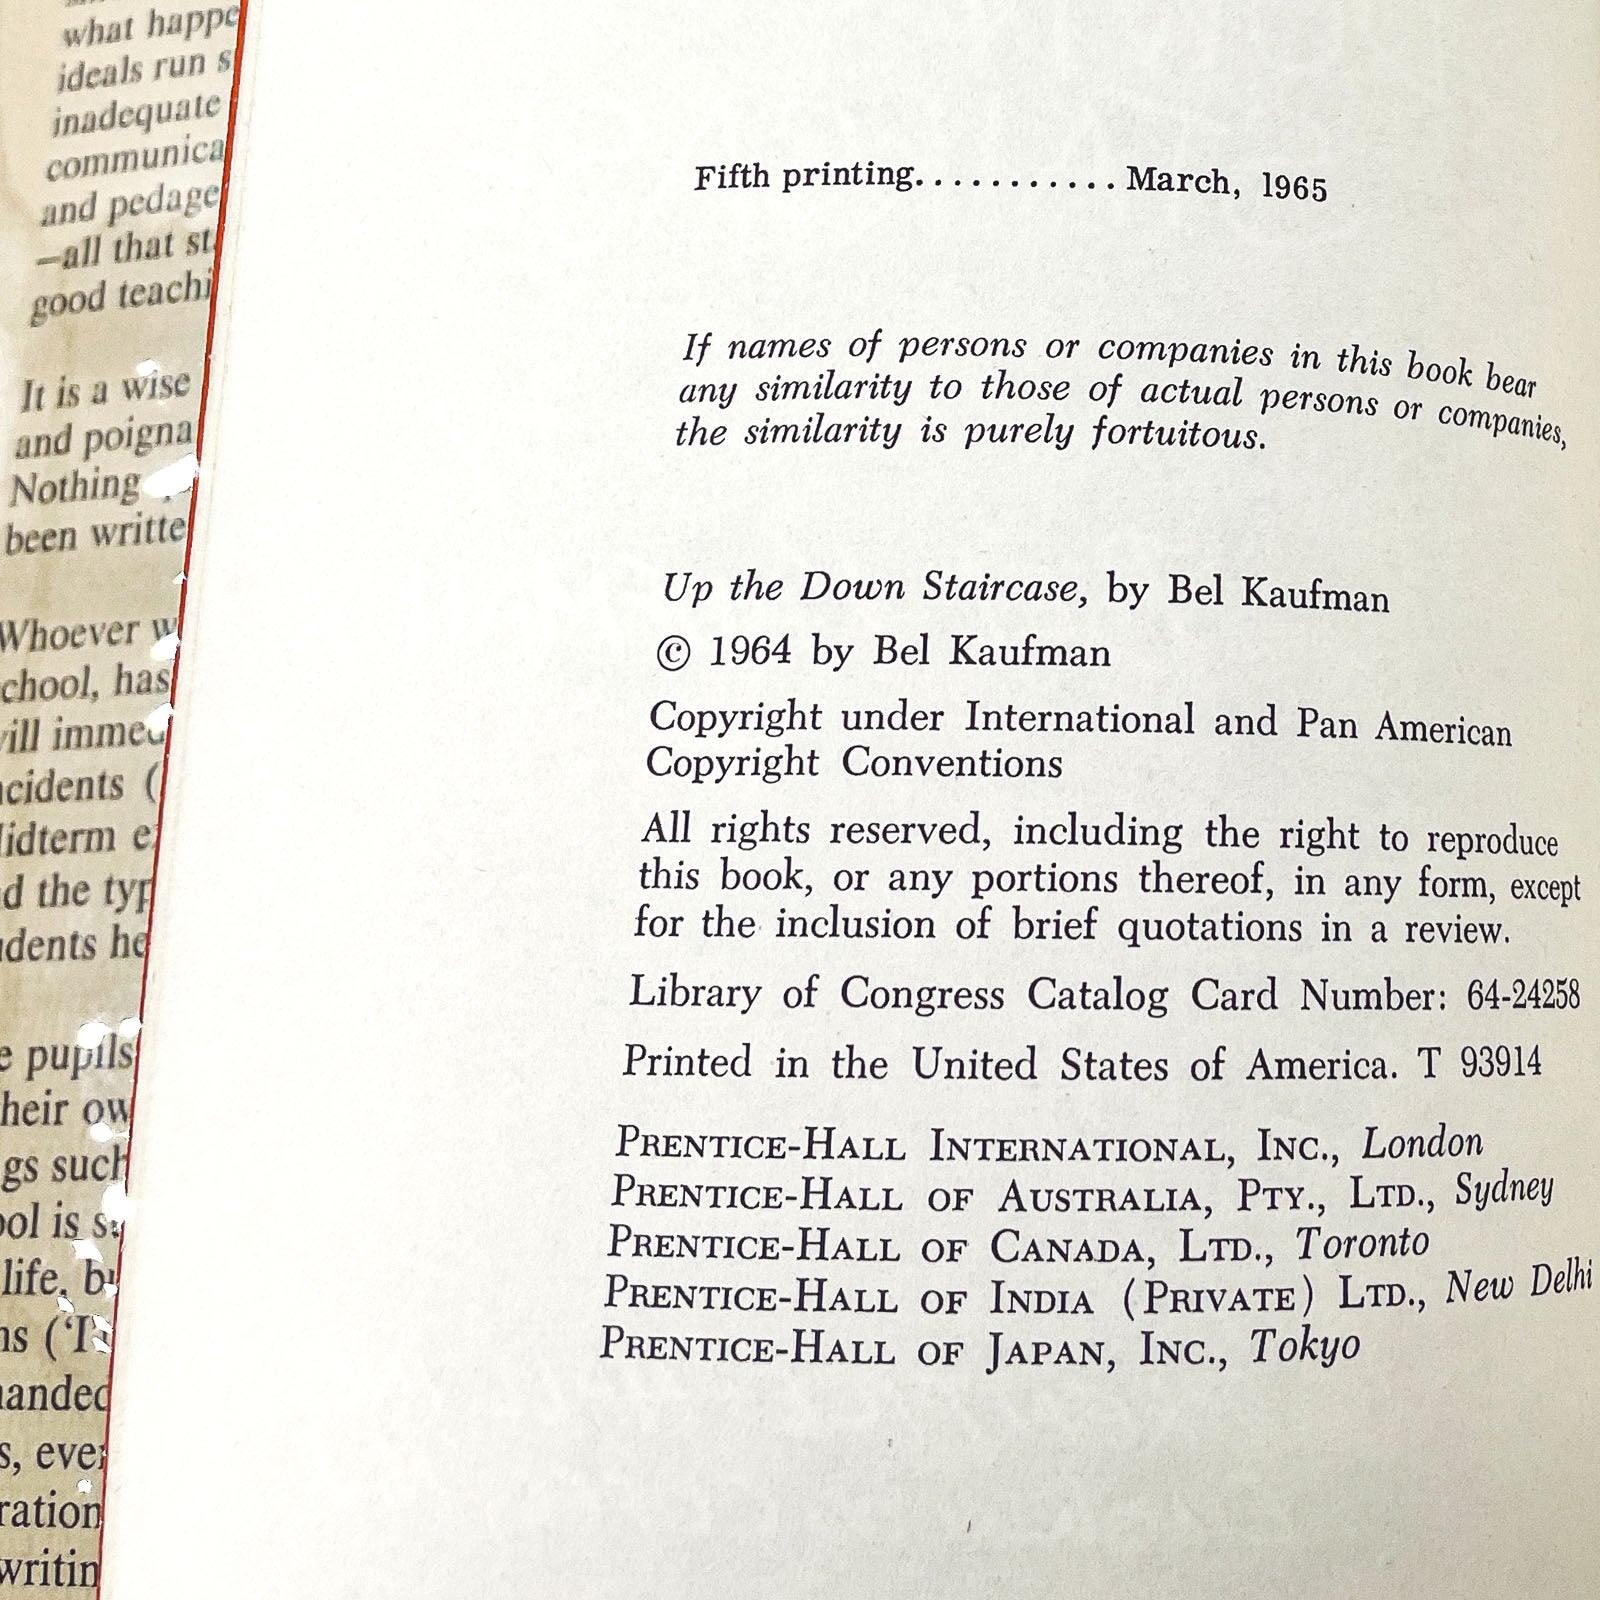 what happe
ideals run s
inadequate
communica
and pedage
—all that st
good teachi
It is a wise
and poigna
Nothing
been writte
Whoever w
chool, has
ill immed
cidents (
idterm e
d the typ
dents he
e pupils
heir ow
gs such
ool is s
life, bu
ns (‘I
anded
s, ever
ration
writin
Fifth printing............March, 1965
If names of persons or companies in this book bear
any similarity to those of actual persons or companies,
the similarity is purely fortuitous.
Up the Down Staircase, by Bel Kaufman
© 1964 by Bel Kaufman
Copyright under International and Pan American
Copyright Conventions
All rights reserved, including the right to reproduce
this book, or any portions thereof, in any form, except
for the inclusion of brief quotations in a review.
Library of Congress Catalog Card Number: 64-24258
Printed in the United States of America. T 93914
PRENTICE-HALL INTERNATIONAL, INC., London
PRENTICE-HALL OF AUSTRALIA, PTY., LTD., Sydney
PRENTICE-HALL OF CANADA, LTD., Toronto
PRENTICE-HALL OF INDIA (PRIVATE) LTD., New Delhi
PRENTICE-HALL OF JAPAN, INC., Tokyo